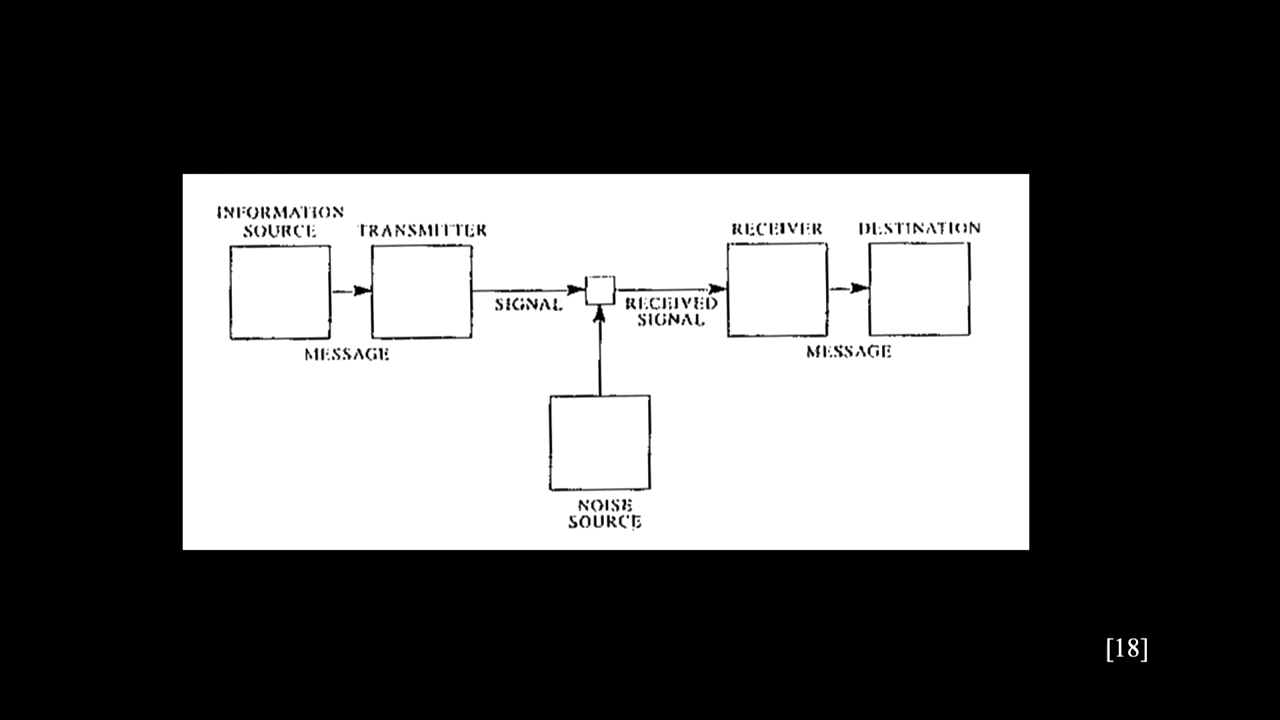 INFORMATION
SOURCE
TRANSMITTER
RECEIVER
DESTINATION
SIGNAL
RECEIVED
SIGNAL
MESSAGE
MESSAGE
NOISE
SOURCE
[18]